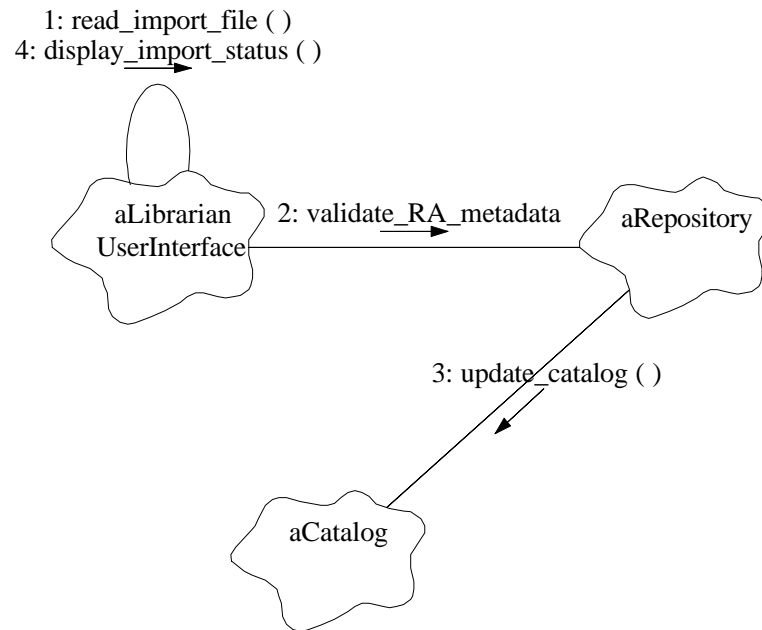 1: read_import_file ( )
4: display_import_status ( )
aLibrarian
UserInterface
2: validate_RA_metadata
aRepository
3: update_catalog ( )
aCatalog